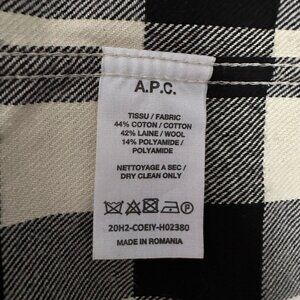 A.P.C.
TISSU / FABRIC
44% COTON / COTTON
42% LAINE / WOOL
14% POLYAMIDE /
POLYAMIDE
NETTOYAGE A SEC /
DRY CLEAN ONLY
20H2-COEIY-H02380
MADE IN ROMANIA